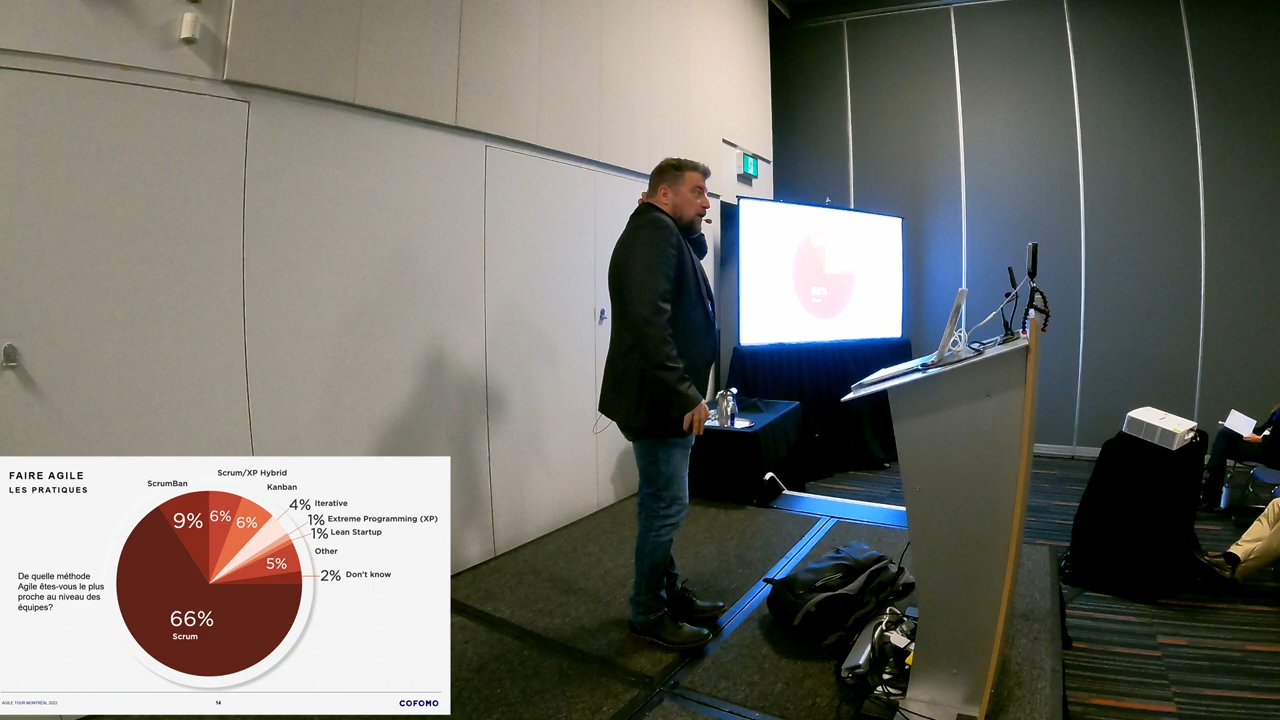 FAIRE AGILE
LES PRATIQUES
Scrum/XP Hybrid
ScrumBan
Kanban
4% Iterative
9%
6%
6%
1% Extreme Programming (XP)
1% Lean Startup
Other
5%
2% Don't know
De quelle méthode
Agile êtes-vous le plus
proche au niveau des
équipes?
66%
Scrum
AGILE TOUR MONTRÉAL 2022
14
COFOMO
66%